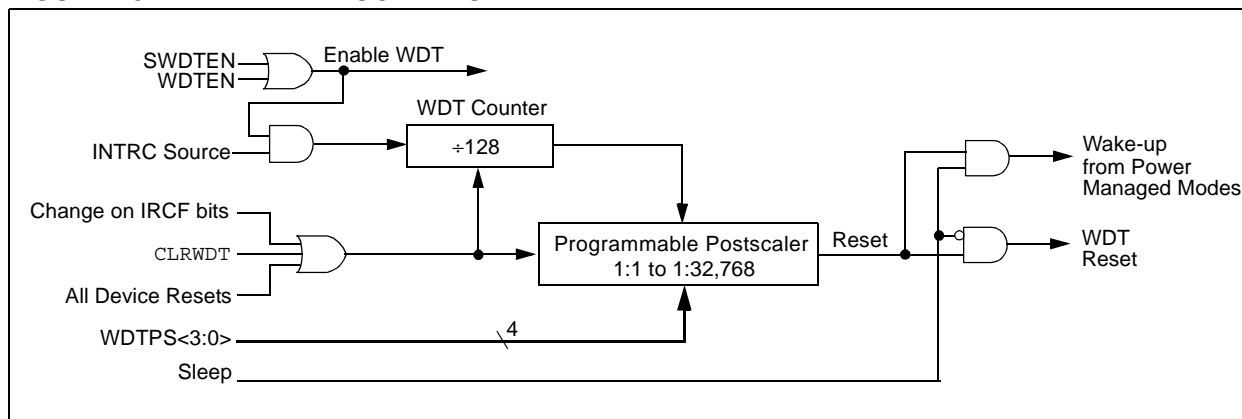 SWDTEN
WDTEN
Enable WDT
WDT Counter
INTRC Source
÷128
Wake-up
from Power
Managed Modes
Change on IRCF bits
CLRWDT
All Device Resets
Programmable Postscaler
1:1 to 1:32,768
Reset
WDT
Reset
WDTPS<3:0>
4
Sleep